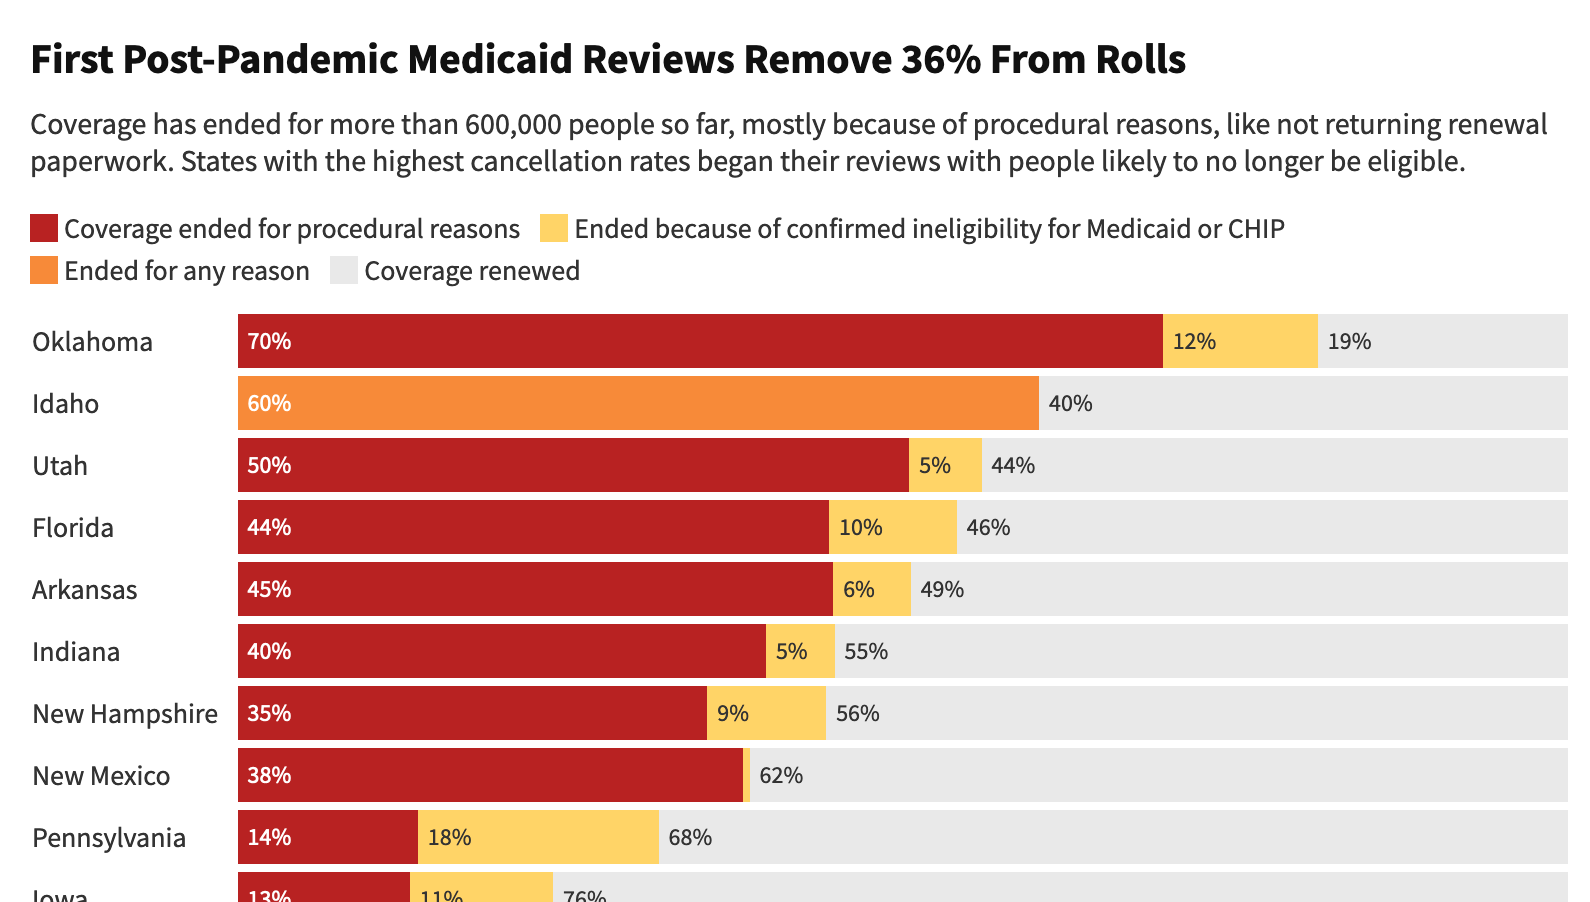 First Post-Pandemic Medicaid Reviews Remove 36% From Rolls
Coverage has ended for more than 600,000 people so far, mostly because of procedural reasons, like not returning renewal
paperwork. States with the highest cancellation rates began their reviews with people likely to no longer be eligible.
Coverage ended for procedural reasons Ended because of confirmed ineligibility for Medicaid or CHIP
Ended for any reason Coverage renewed
Oklahoma 70% 12% 19%
Idaho 60% 40%
Utah 50% 5% 44%
Florida 44% 10% 46%
Arkansas 45% 6% 49%
Indiana 40% 5% 55%
New Hampshire 35% 9% 56%
New Mexico 38% 62%
Pennsylvania 14% 18% 68%
Iowa 13% 11% 76%